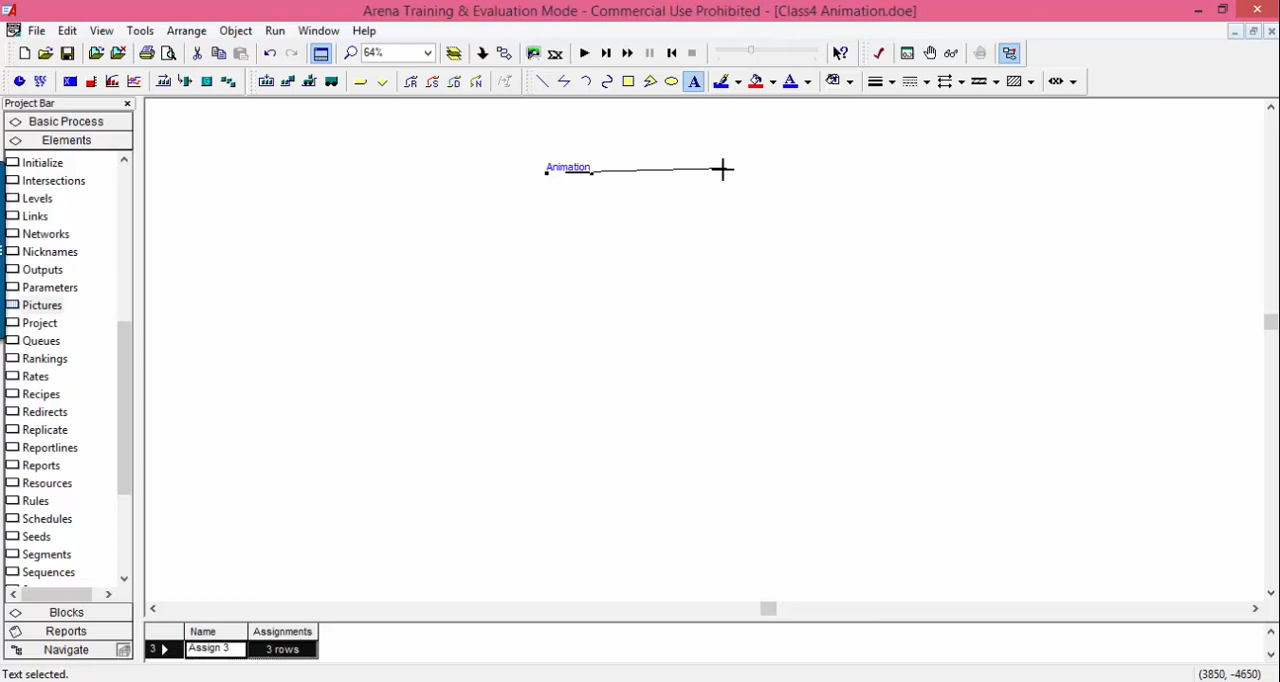 Arena Training & Evaluation Mode - Commercial Use Prohibited - [Class4 Animation.doe]
File Edit View Tools Arrange Object Run Window Help
64%
A A
Project Bar
Basic Process
Elements
Initialize
Intersections
Levels
Links
Networks
Nicknames
Outputs
Parameters
Pictures
Project
Queues
Rankings
Rates
Recipes
Redirects
Replicate
Reportlines
Reports
Resources
Rules
Schedules
Seeds
Segments
Sequences
Blocks
Reports
Navigate
Animation
Name Assignments
3 Assign 3 3 rows
Text selected.
(3850, -4650)